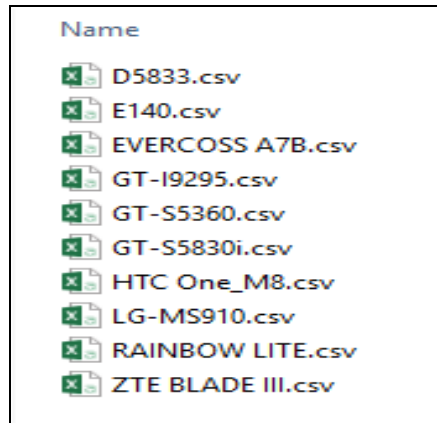 Name
D5833.csv
E140.csv
EVERCOSS A7B.csv
GT-I9295.csv
GT-S5360.csv
GT-S5830i.csv
HTC One_M8.csv
LG-MS910.csv
RAINBOW LITE.csv
ZTE BLADE III.csv